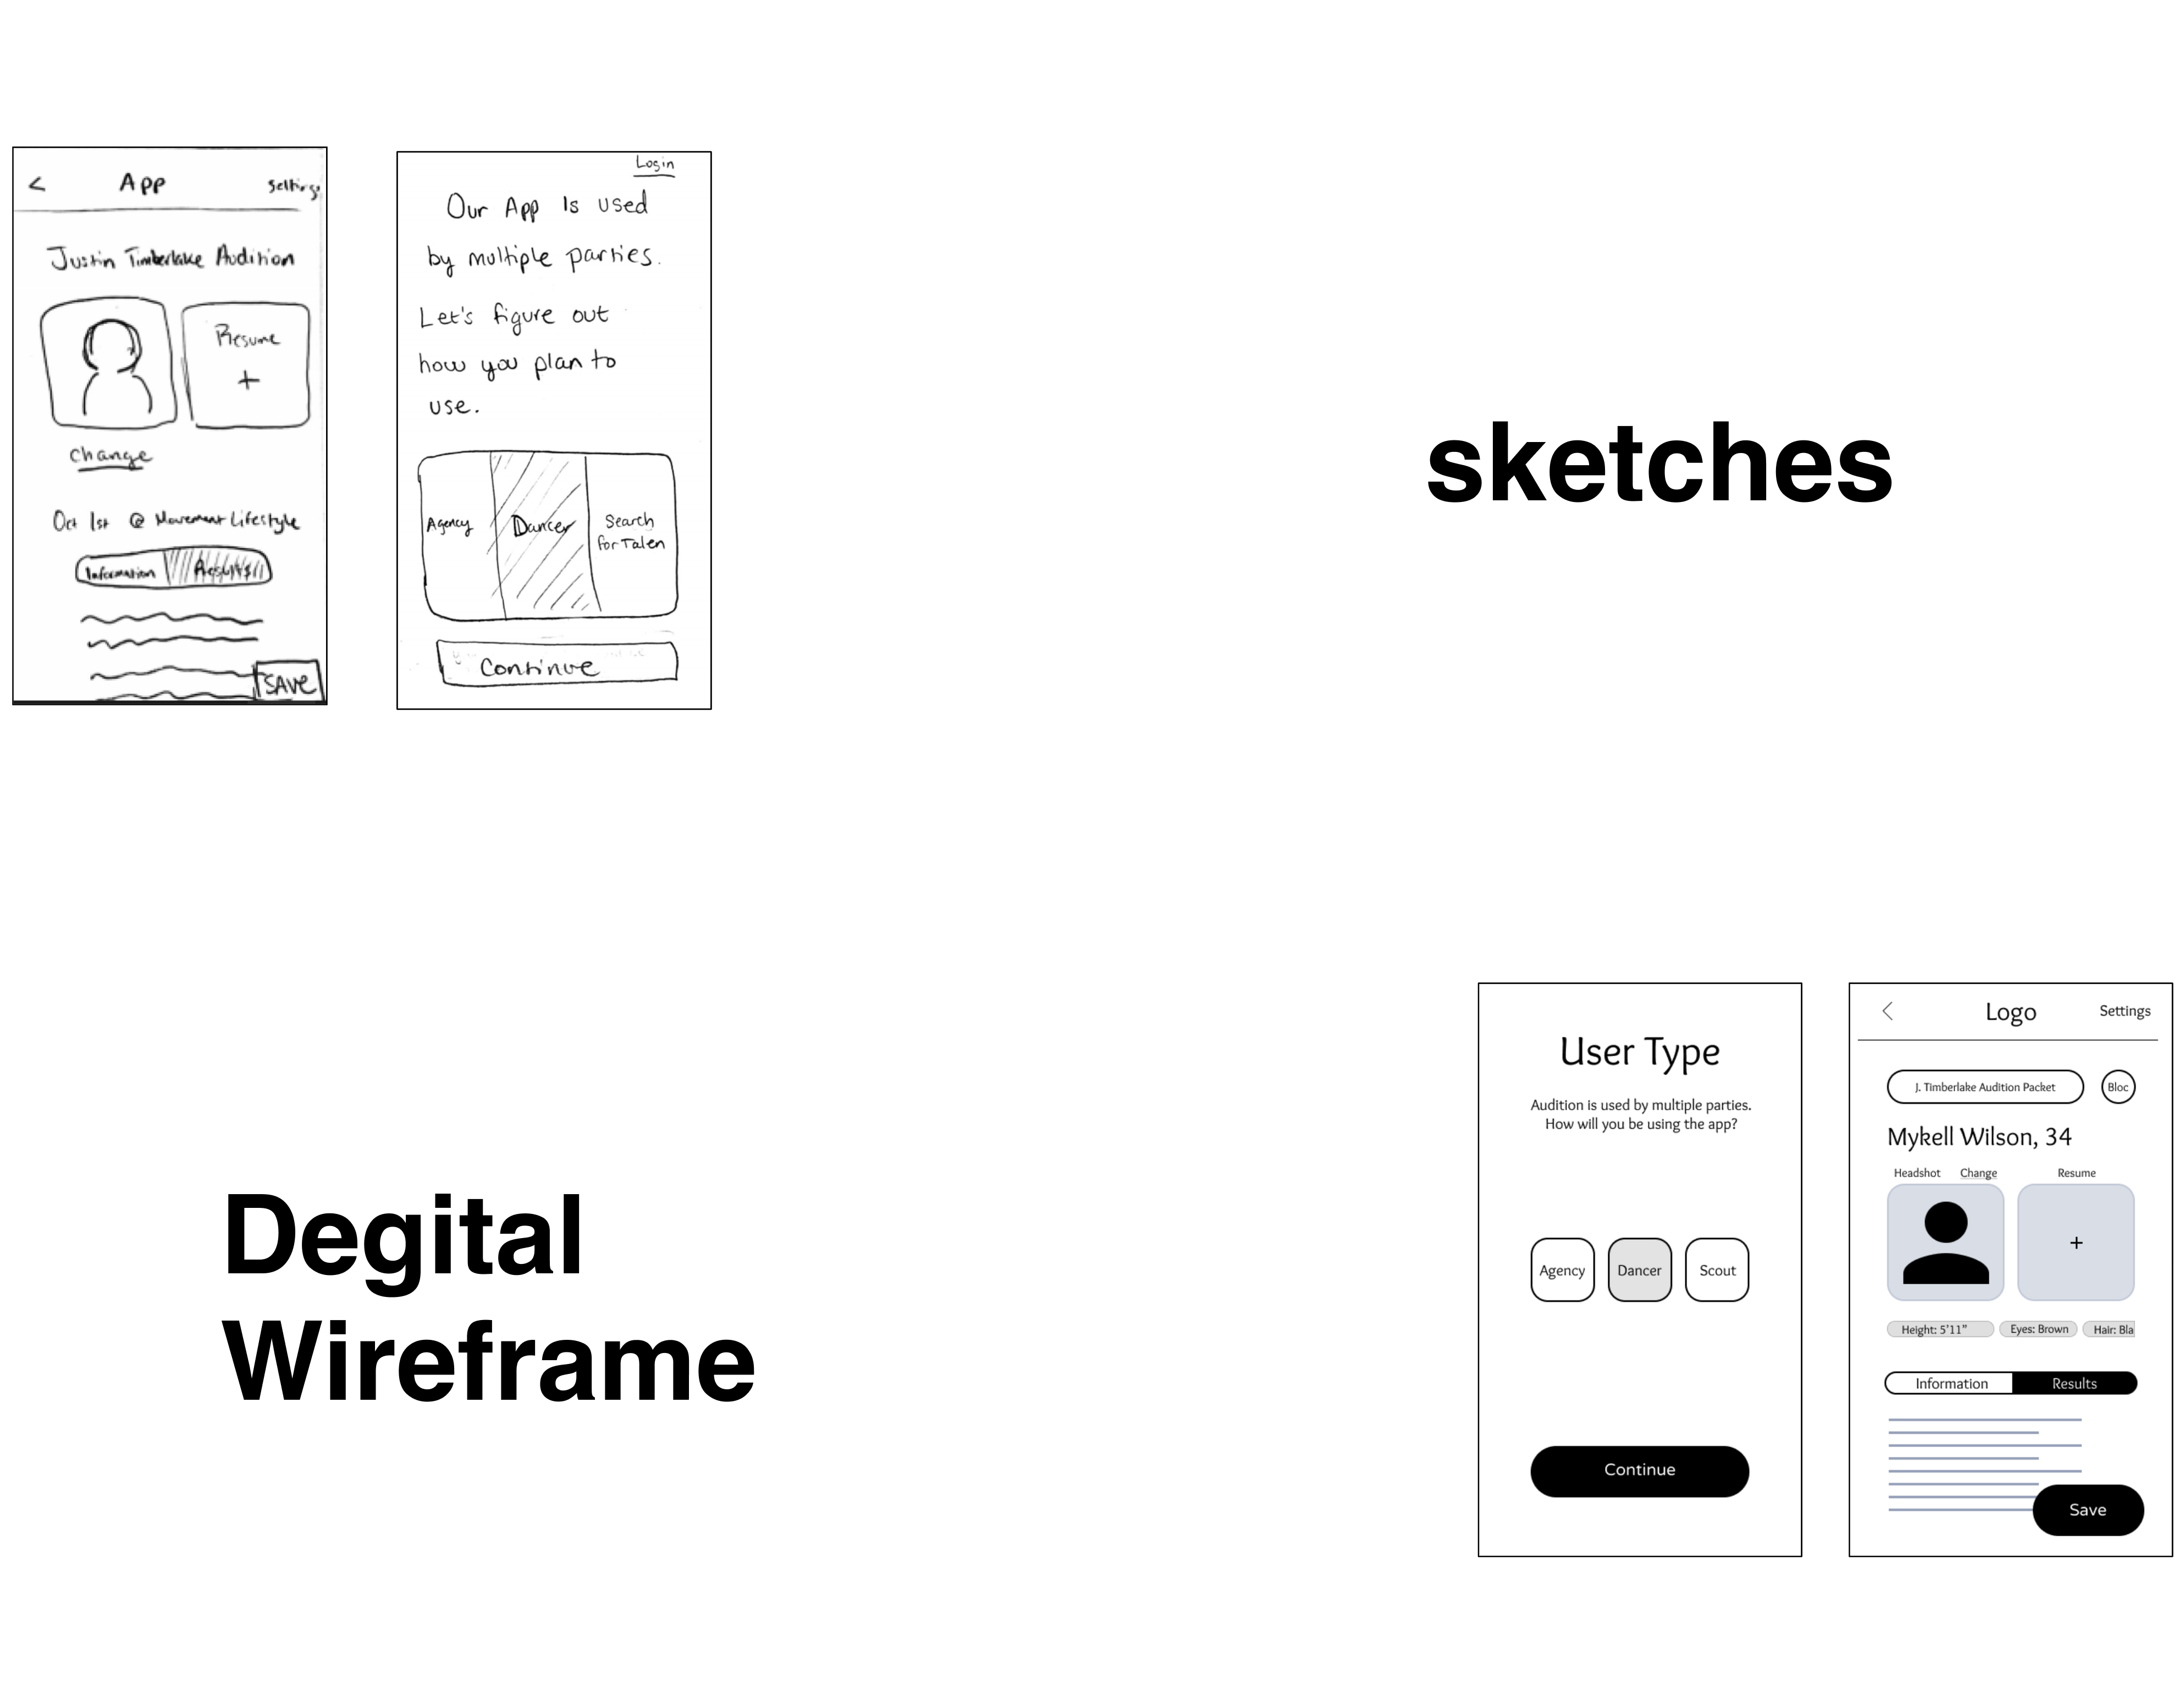 < App Settings
Justin Timberlake Audition
Resume
+
change
Oct 1st @ Movement Lifestyle
Information Results
SAVE
Login
Our App Is used
by multiple parties.
Let's figure out
how you plan to
use.
Agency Dancer Search
for Talen
Continue
sketches
Degital
Wireframe
User Type
Audition is used by multiple parties.
How will you be using the app?
Agency Dancer Scout
Continue
< Logo Settings
J. Timberlake Audition Packet Bloc
Mykell Wilson, 34
Headshot Change Resume
+
Height: 5'11" Eyes: Brown Hair: Bla
Information Results
Save